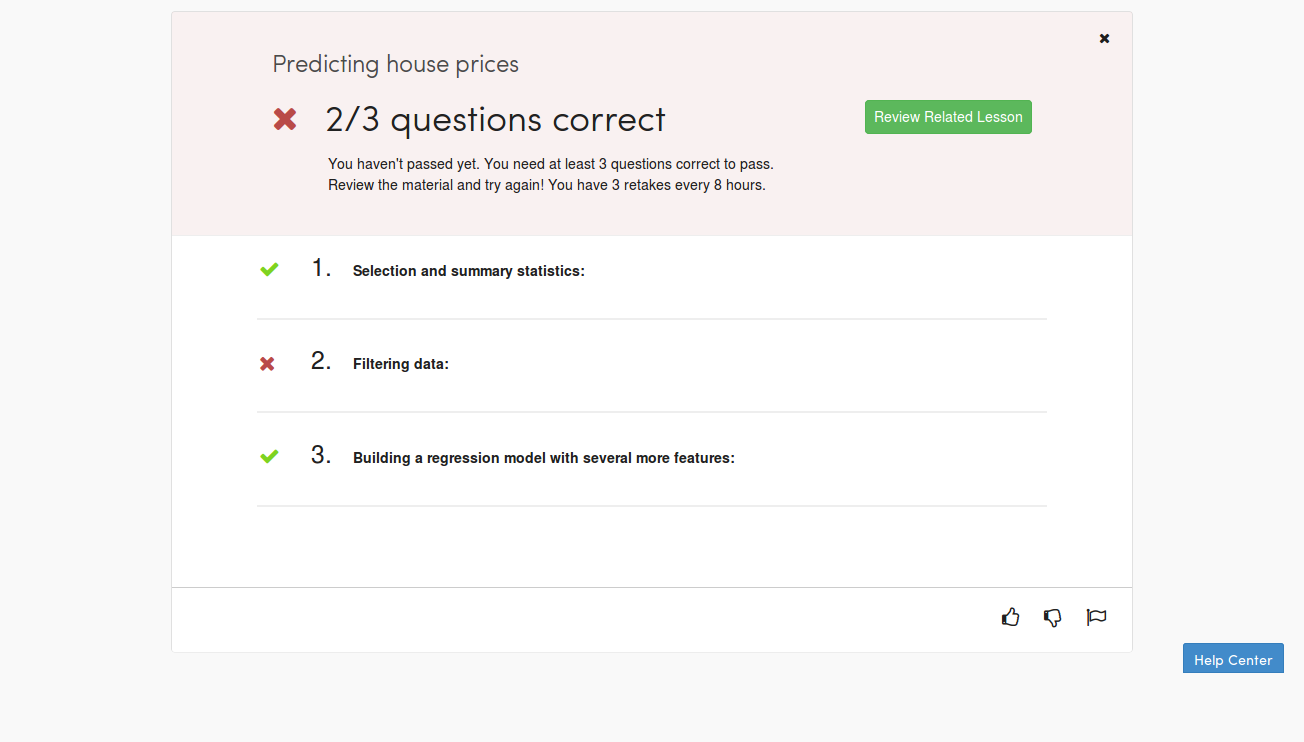 Predicting house prices
2/3 questions correct
Review Related Lesson
You haven't passed yet. You need at least 3 questions correct to pass.
Review the material and try again! You have 3 retakes every 8 hours.
1. Selection and summary statistics:
2. Filtering data:
3. Building a regression model with several more features:
Help Center